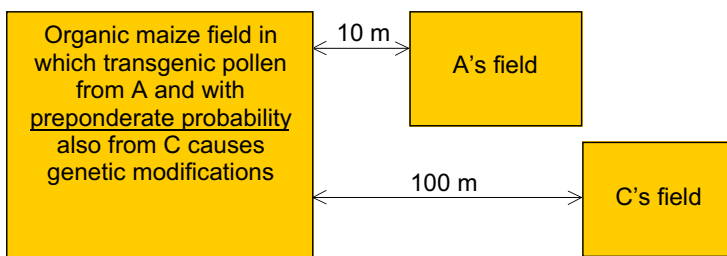 Organic maize field in
which transgenic pollen
from A and with
preponderate probability
also from C causes
genetic modifications
10 m
A's field
100 m
C's field